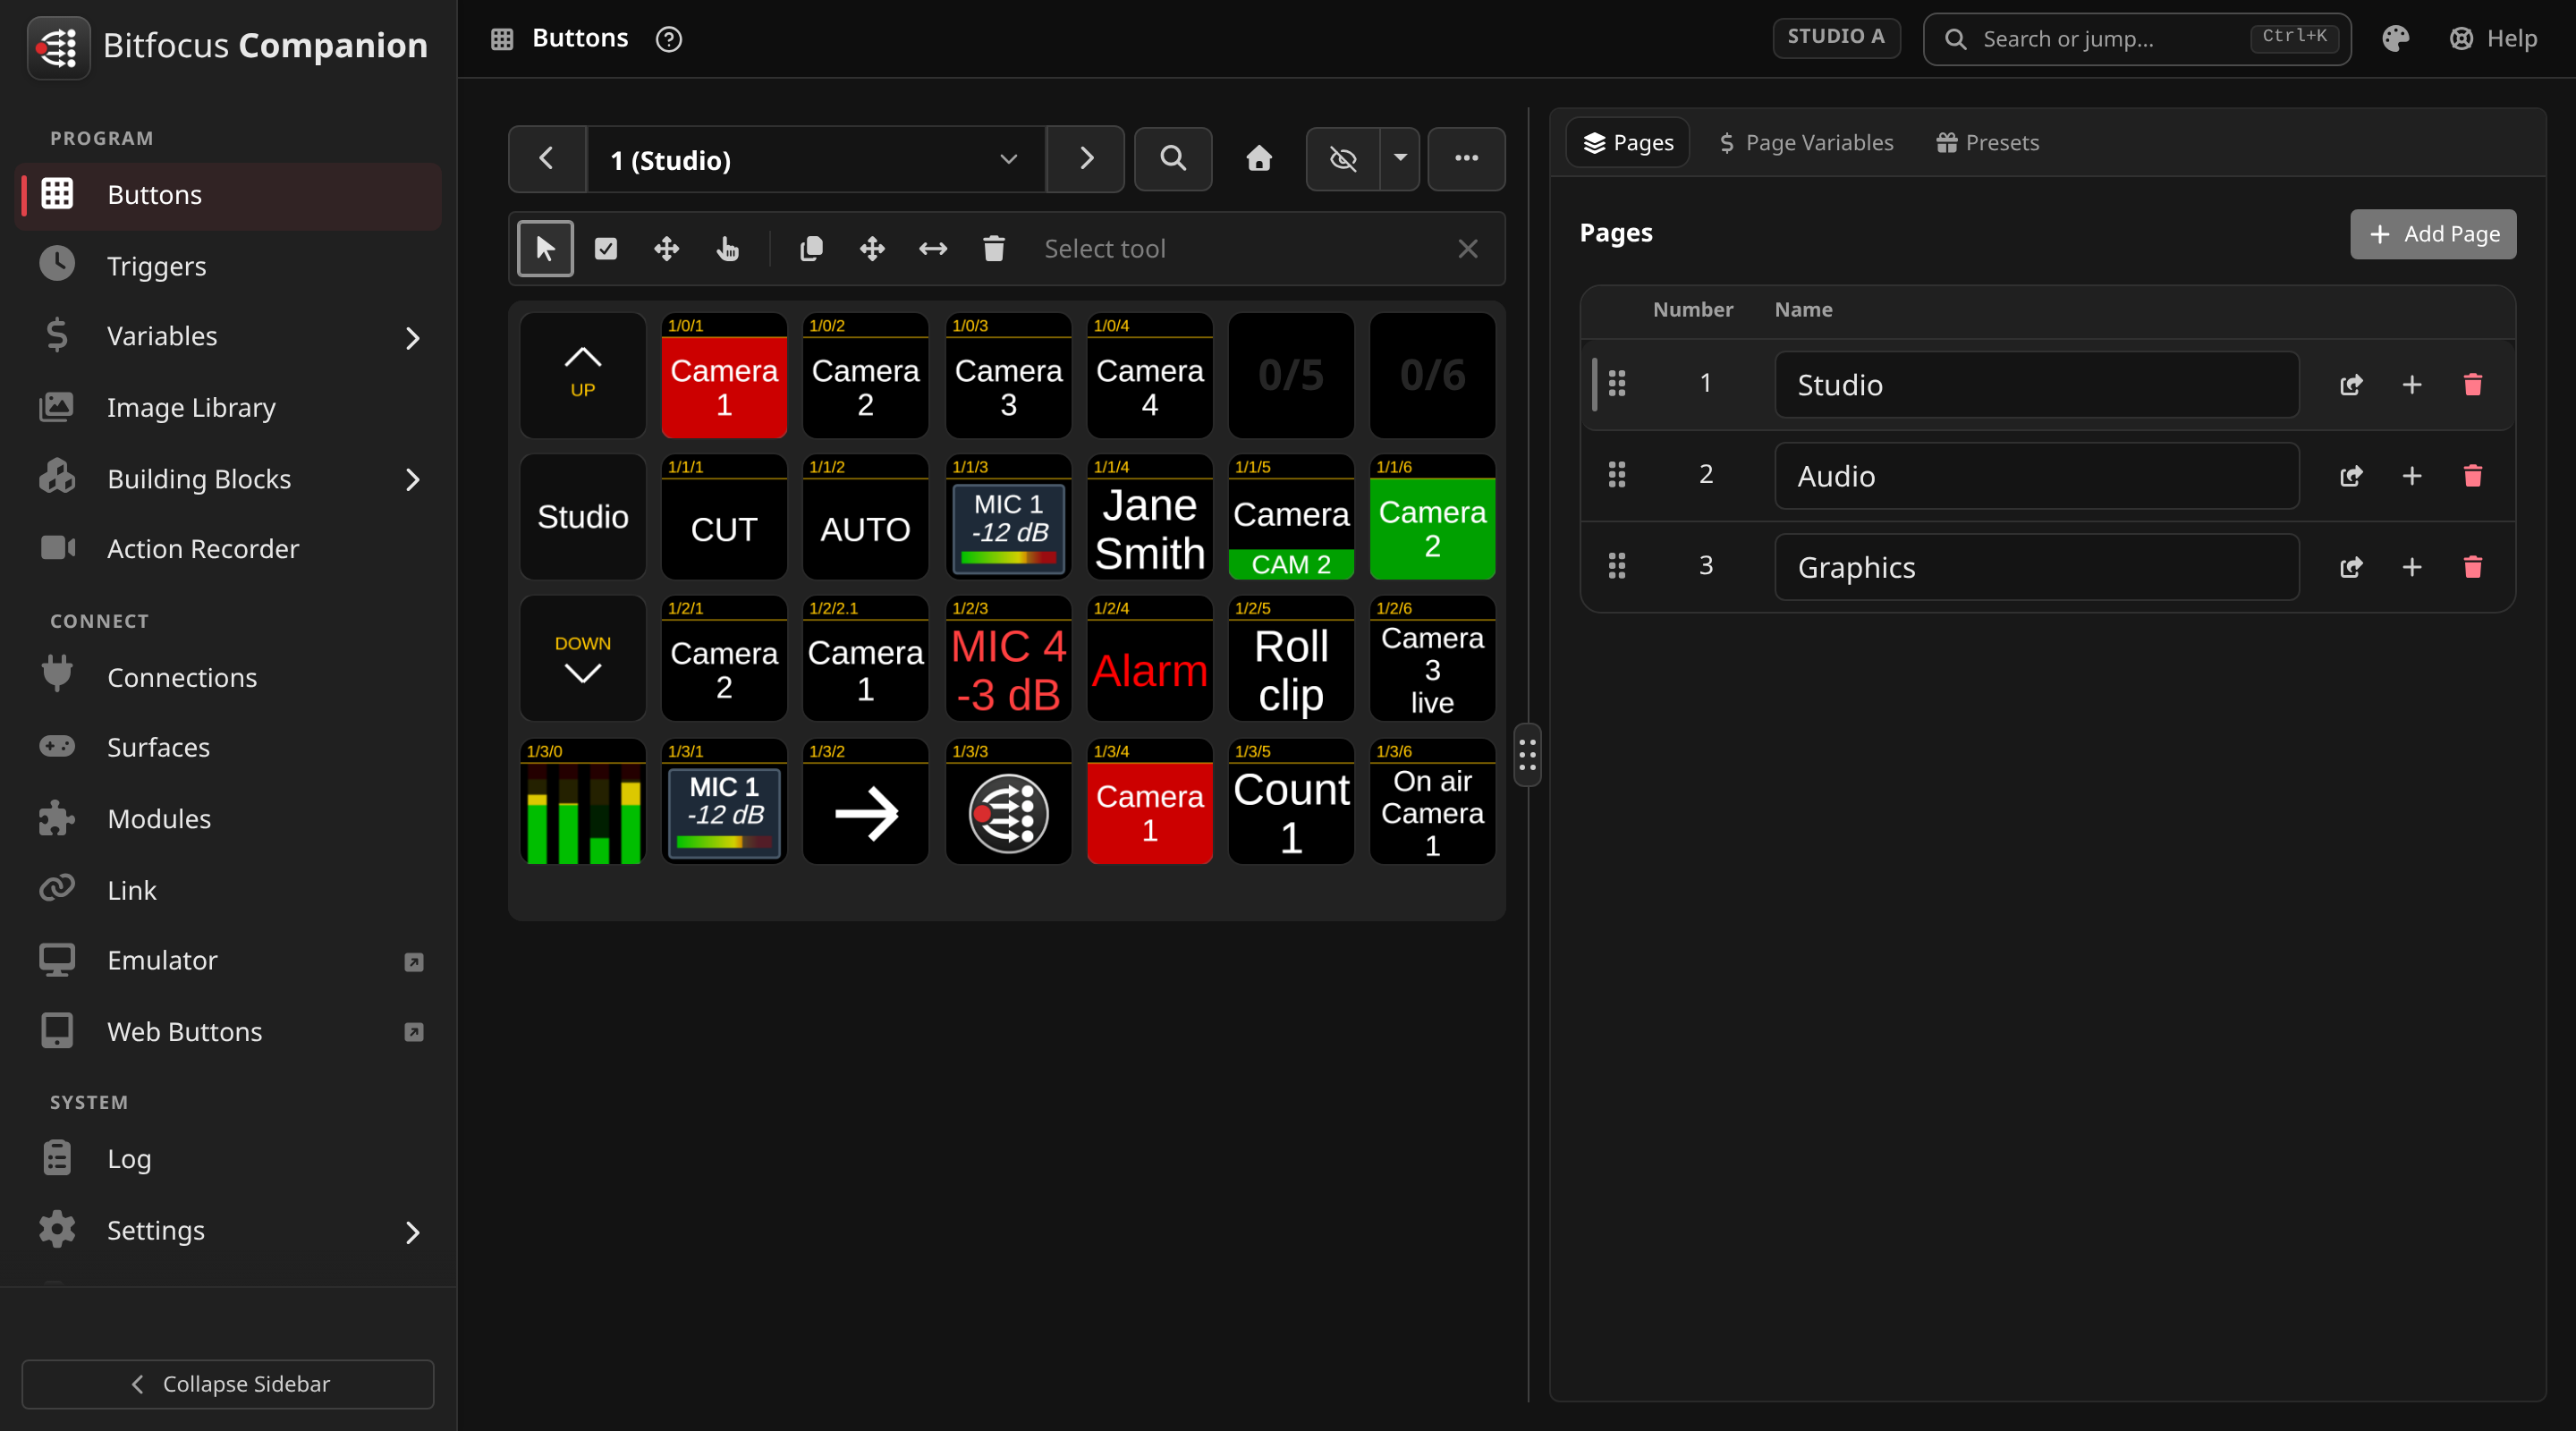 Bitfocus Companion
PROGRAM
Buttons
Triggers
Variables
Image Library
Building Blocks
Action Recorder
CONNECT
Connections
Surfaces
Modules
Link
Emulator
Web Buttons
SYSTEM
Log
Settings
Collapse Sidebar
Buttons
STUDIO A
Search or jump...
Ctrl+K
Help
1 (Studio)
Select tool
UP
1/0/1
Camera
1
1/0/2
Camera
2
1/0/3
Camera
3
1/0/4
Camera
4
0/5
0/6
Studio
1/1/1
CUT
1/1/2
AUTO
1/1/3
MIC 1
-12 dB
1/1/4
Jane
Smith
1/1/5
Camera
CAM 2
1/1/6
Camera
2
DOWN
1/2/1
Camera
2
1/2/2.1
Camera
1
1/2/3
MIC 4
-3 dB
1/2/4
Alarm
1/2/5
Roll
clip
1/2/6
Camera
3
live
1/3/0
1/3/1
MIC 1
-12 dB
1/3/2
1/3/3
1/3/4
Camera
1
1/3/5
Count
1
1/3/6
On air
Camera
1
Pages
$ Page Variables
Presets
Pages
Add Page
Number Name
1 Studio
2 Audio
3 Graphics